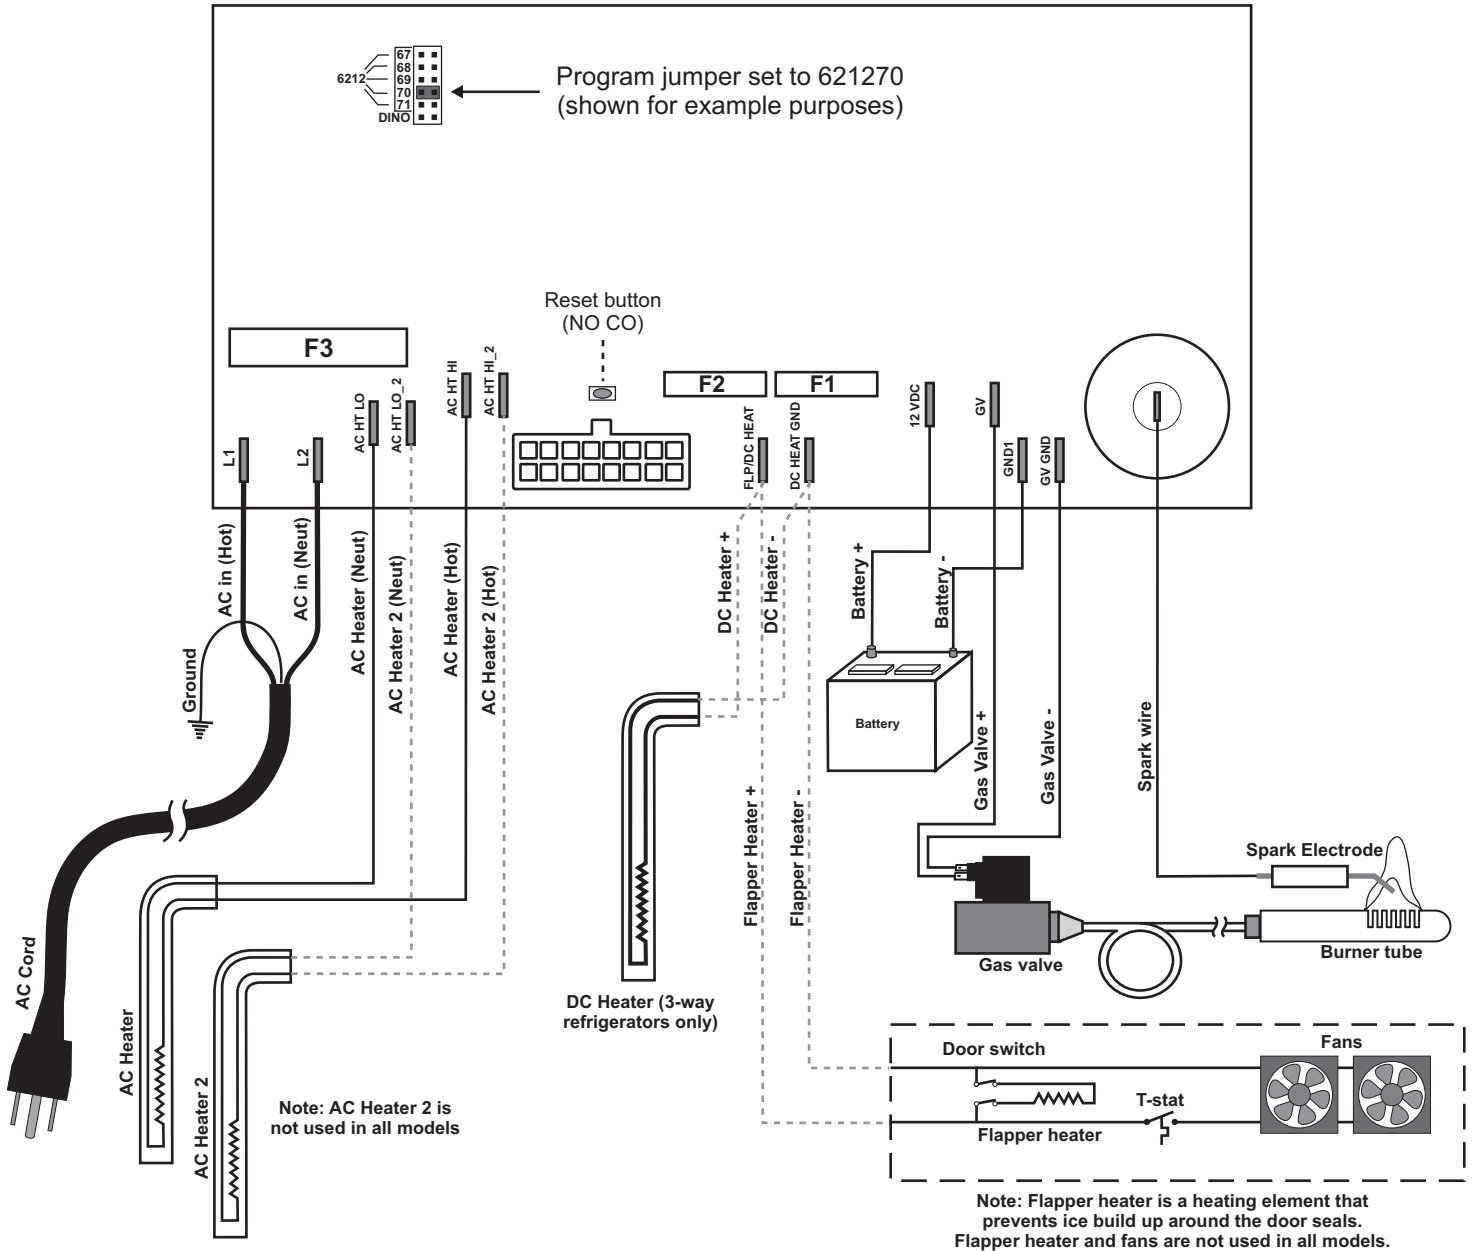 67
68
6212
69
70
71
DINO
Program jumper set to 621270
(shown for example purposes)
Reset button
(NO CO)
F3
F2
F1
L1
L2
AC HT LO
AC HT LO_2
AC HT HI
AC HT HI_2
FLP/DC HEAT
DC HEAT GND
12 VDC
GV
GND1
GV GND
AC in (Hot)
AC in (Neut)
AC Heater (Neut)
AC Heater 2 (Neut)
AC Heater (Hot)
AC Heater 2 (Hot)
DC Heater +
DC Heater -
Battery +
Battery -
Ground
Battery
Gas Valve +
Gas Valve -
Spark wire
Flapper Heater +
Flapper Heater -
Spark Electrode
Burner tube
Gas valve
AC Cord
AC Heater
AC Heater 2
DC Heater (3-way
refrigerators only)
Note: AC Heater 2 is
not used in all models
Door switch
Fans
T-stat
Flapper heater
Note: Flapper heater is a heating element that
prevents ice build up around the door seals.
Flapper heater and fans are not used in all models.